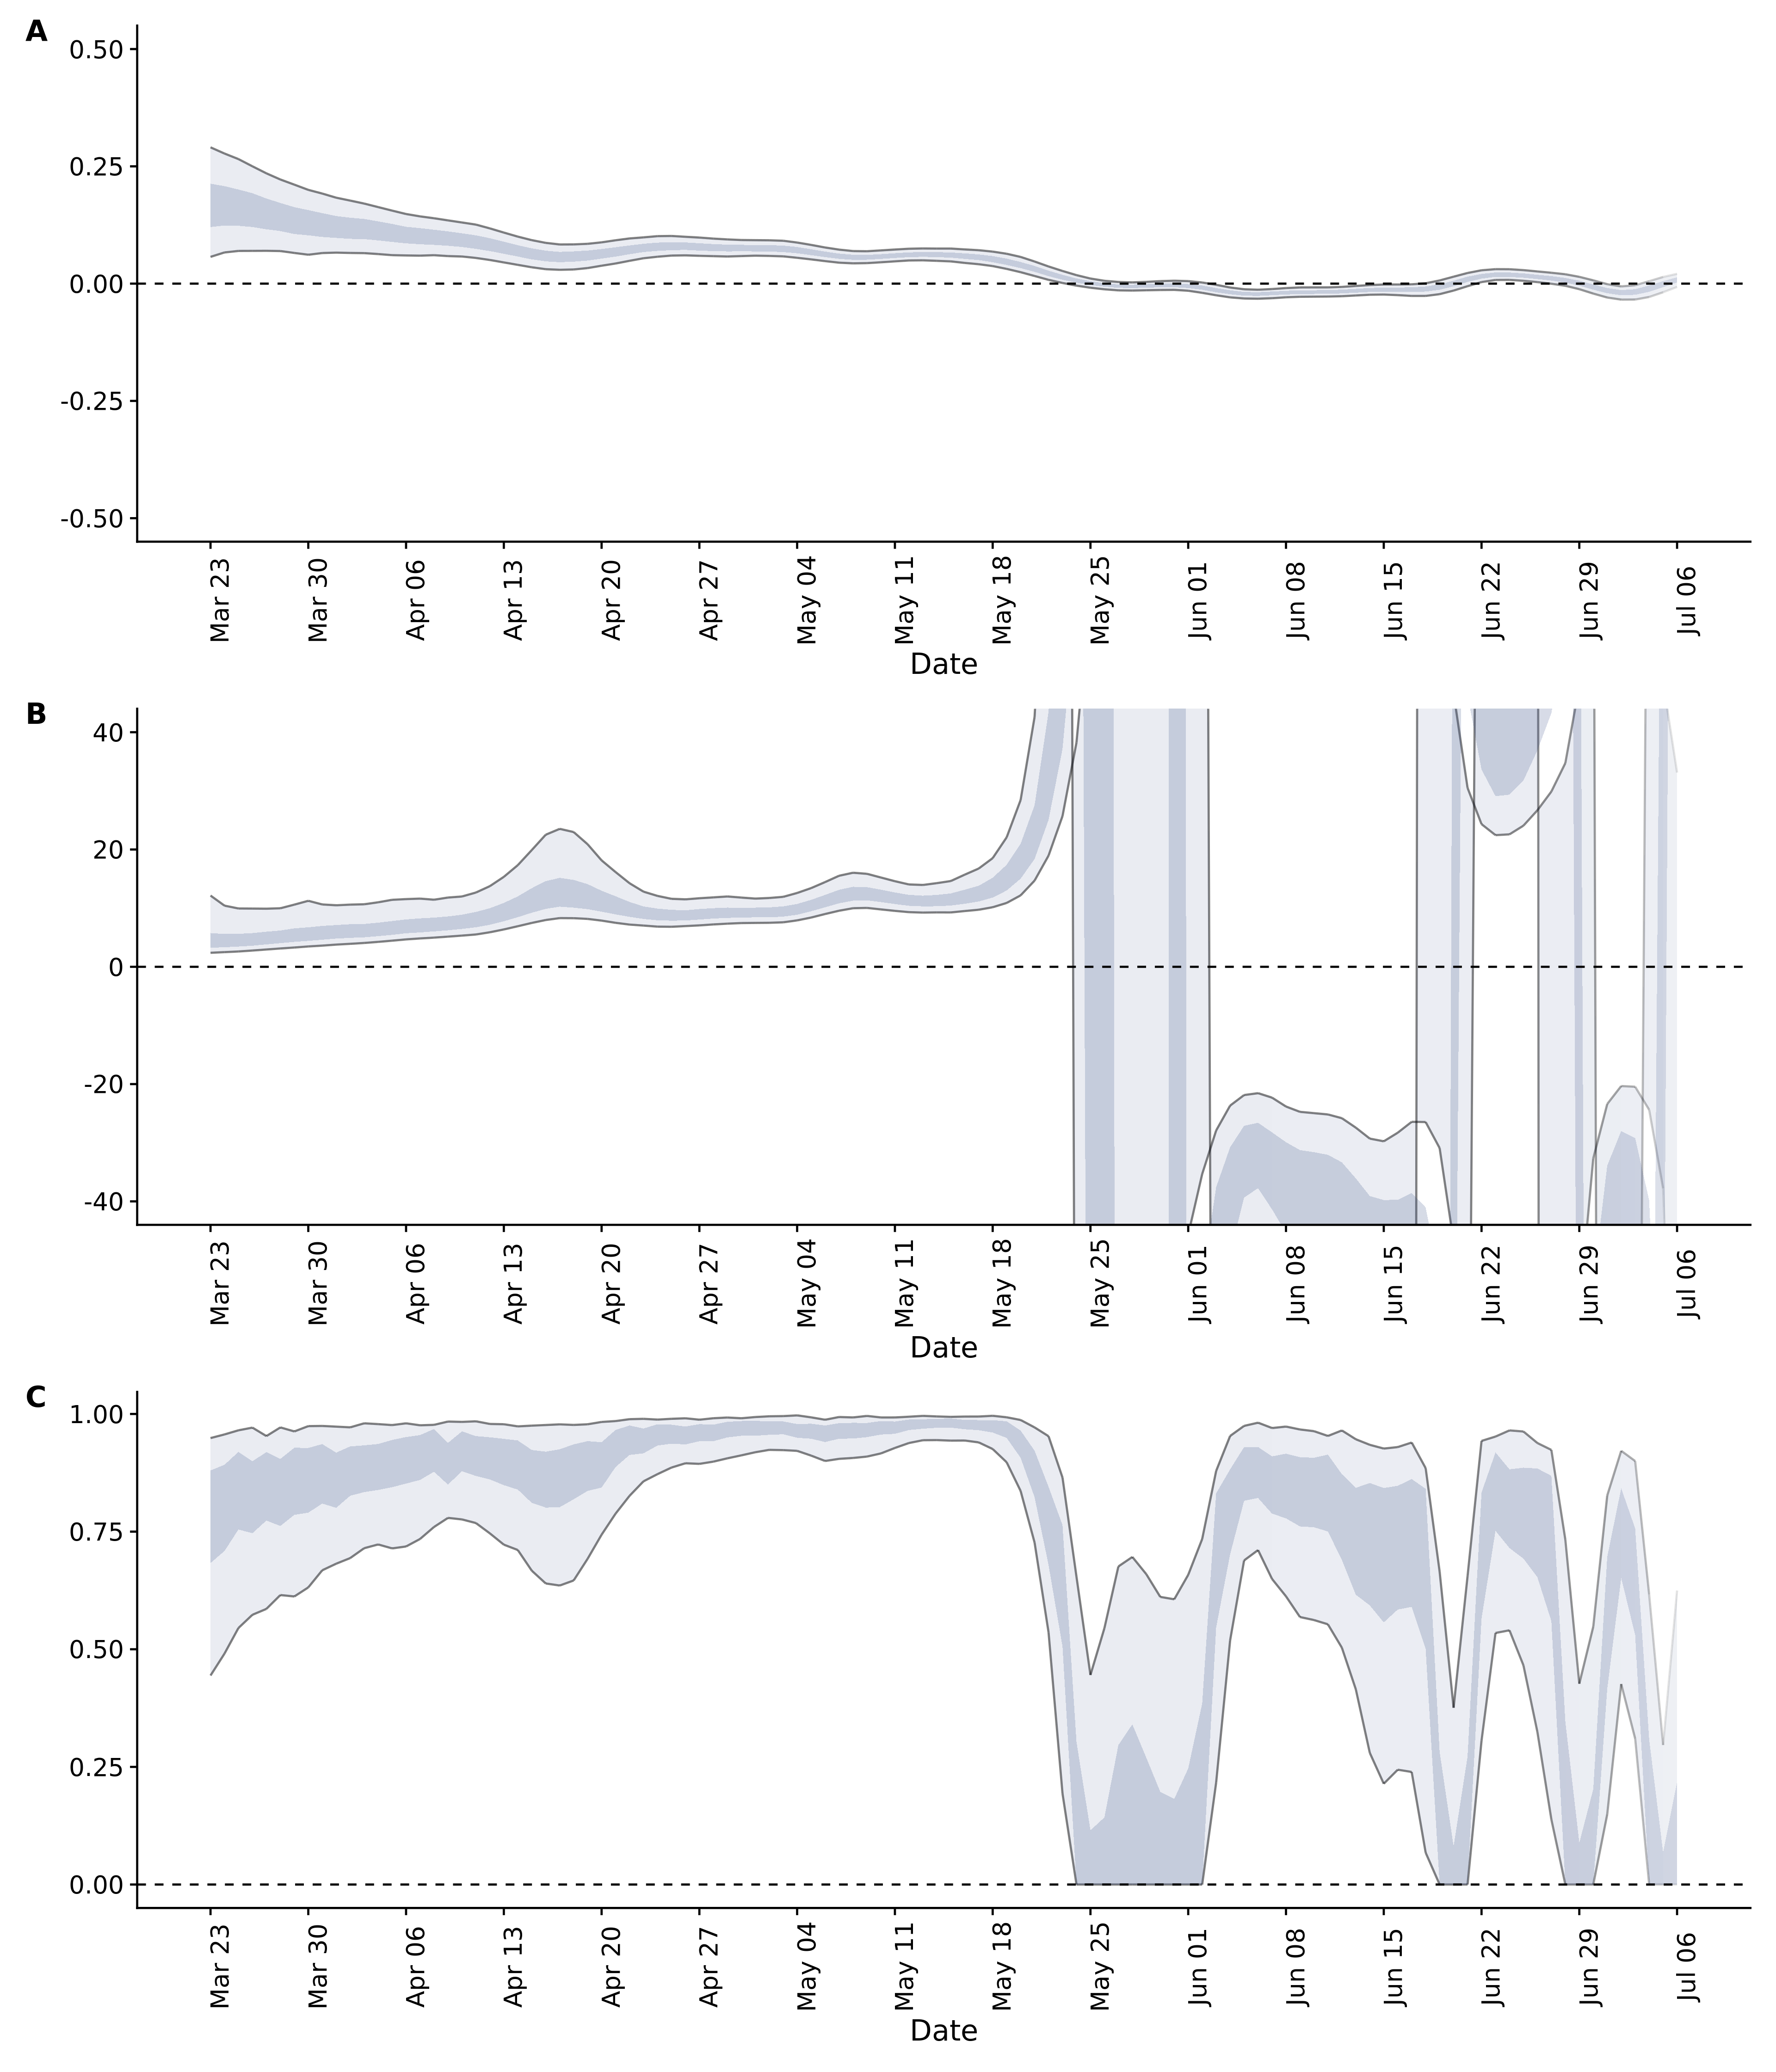 A
0.50
0.25
0.00
-0.25
-0.50
Mar 23
Mar 30
Apr 06
Apr 13
Apr 20
Apr 27
May 04
May 11
May 18
May 25
Jun 01
Jun 08
Jun 15
Jun 22
Jun 29
Jul 06
Date
B
40
20
0
-20
-40
Mar 23
Mar 30
Apr 06
Apr 13
Apr 20
Apr 27
May 04
May 11
May 18
May 25
Jun 01
Jun 08
Jun 15
Jun 22
Jun 29
Jul 06
Date
C
1.00
0.75
0.50
0.25
0.00
Mar 23
Mar 30
Apr 06
Apr 13
Apr 20
Apr 27
May 04
May 11
May 18
May 25
Jun 01
Jun 08
Jun 15
Jun 22
Jun 29
Jul 06
Date